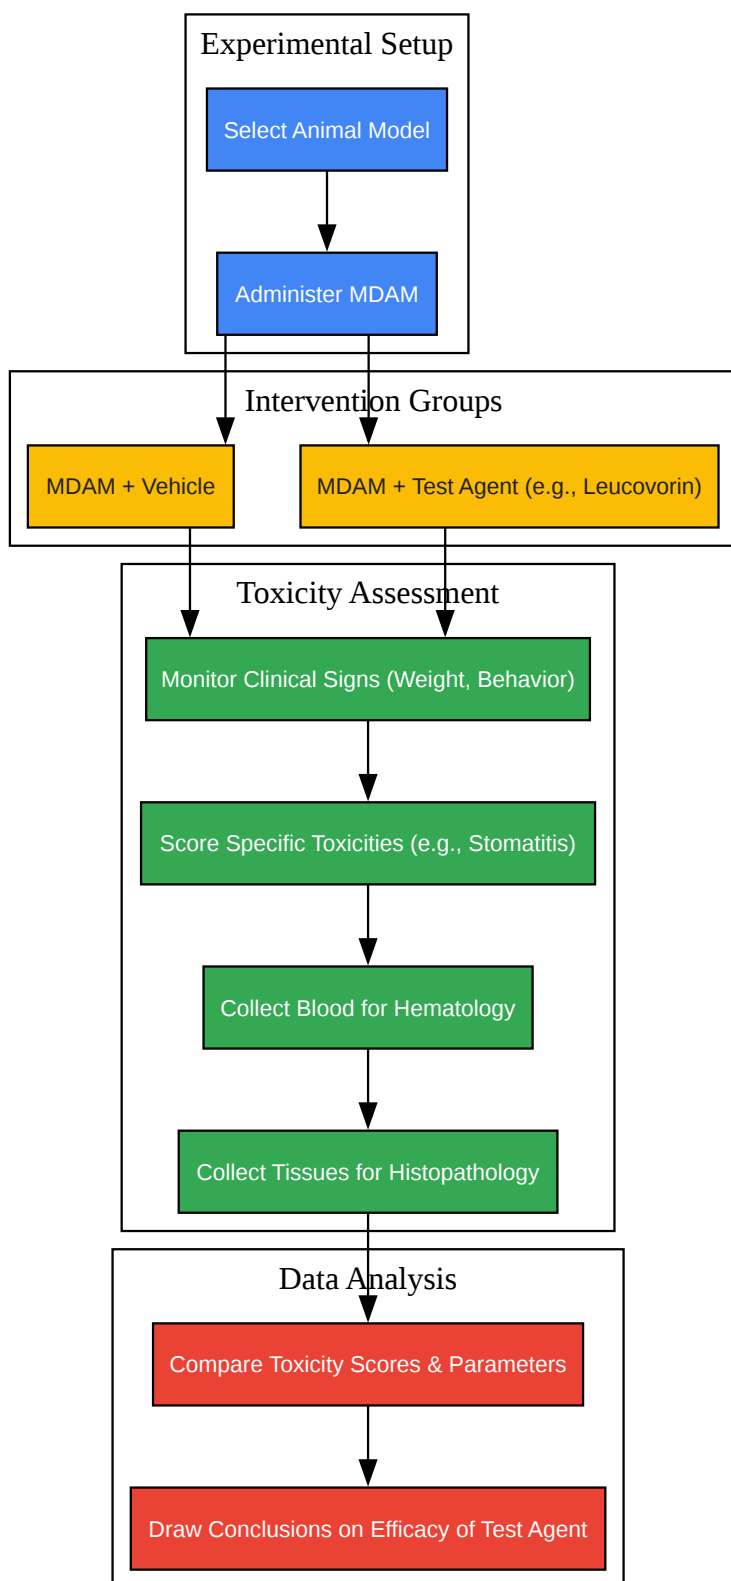 Experimental Setup
Select Animal Model
Administer MDAM
Intervention Groups
MDAM + Vehicle
MDAM + Test Agent (e.g., Leucovorin)
Toxicity Assessment
Monitor Clinical Signs (Weight, Behavior)
Score Specific Toxicities (e.g., Stomatitis)
Collect Blood for Hematology
Collect Tissues for Histopathology
Data Analysis
Compare Toxicity Scores & Parameters
Draw Conclusions on Efficacy of Test Agent